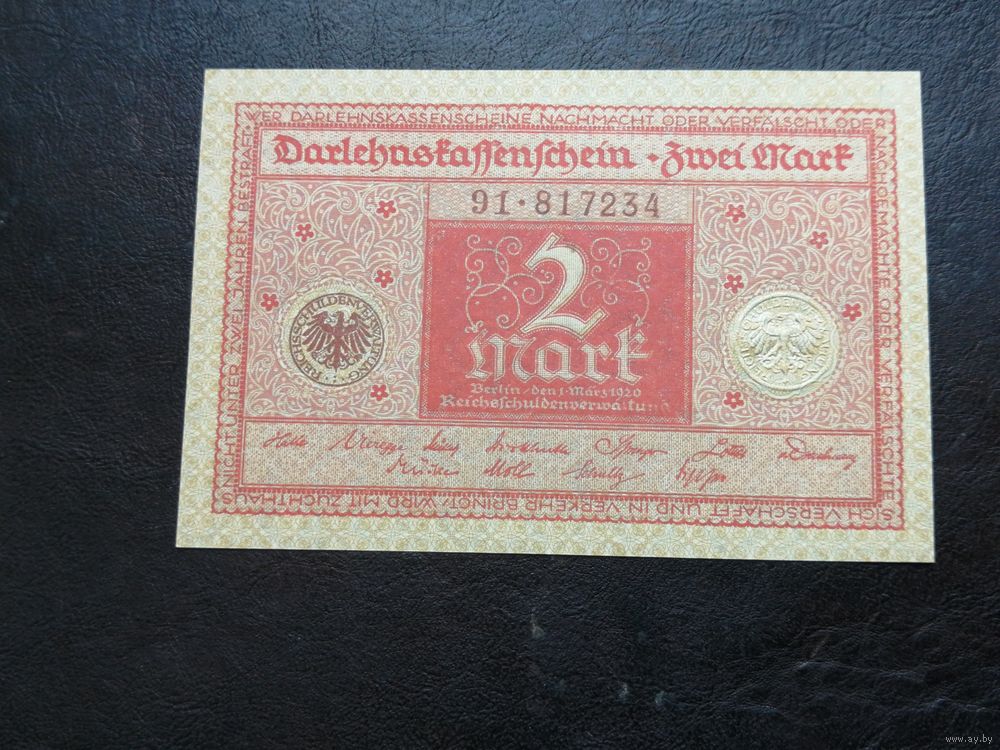 WER DARLEHNSKASSENSCHEINE NACHMACHT ODER VERFÄLSCHT ODER
NACHGEMACHTE ODER VERFÄLSCHTE
SICH VERSCHAFFT UND IN VERKEHR BRINGT, WIRD MIT ZUCHTHAUS
NICHT UNTER ZWEI JAHREN BESTRAFT
Darlehnskassenschein • Zwei Mark
91•817234
2
Mark
Berlin, den 1. März 1920
Reichsschuldenverwaltung
REICHSSCHULDENVERWALTUNG
www.ay.by